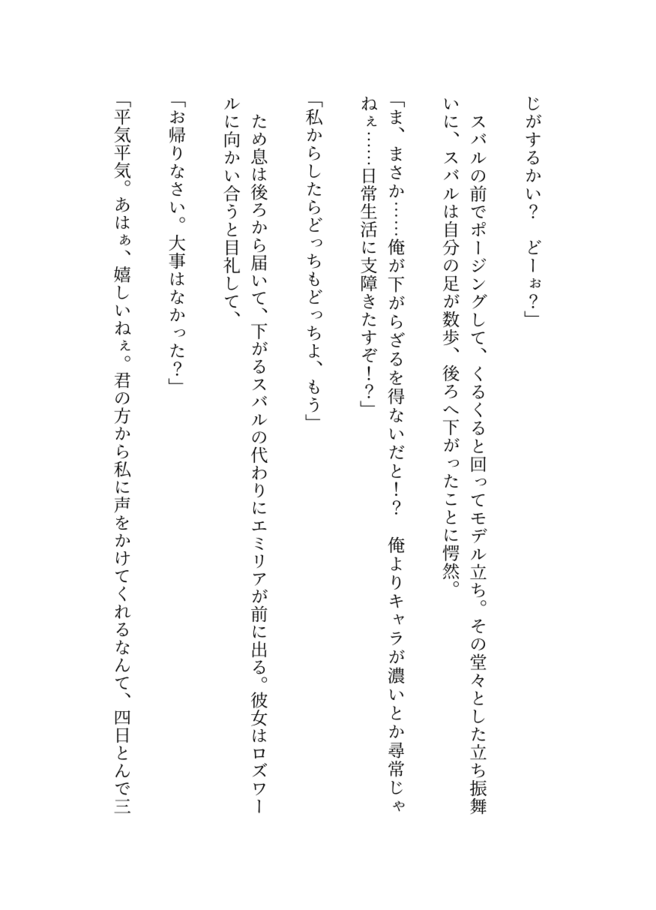 じがするかい？　どーぉ？」
　スバルの前でポージングして、くるくると回ってモデル立ち。その堂々とした立ち振舞
いに、スバルは自分の足が数歩、後ろへ下がったことに愕然。
「ま、まさか……俺が下がらざるを得ないだと！？　俺よりキャラが濃いとか尋常じゃ
ねぇ……日常生活に支障きたすぞ！？」
「私からしたらどっちもどっちよ、もう」
　ため息は後ろから届いて、下がるスバルの代わりにエミリアが前に出る。彼女はロズワー
ルに向かい合うと目礼して、
「お帰りなさい。大事はなかった？」
「平気平気。あはぁ、嬉しいねぇ。君の方から私に声をかけてくれるなんて、四日とんで三